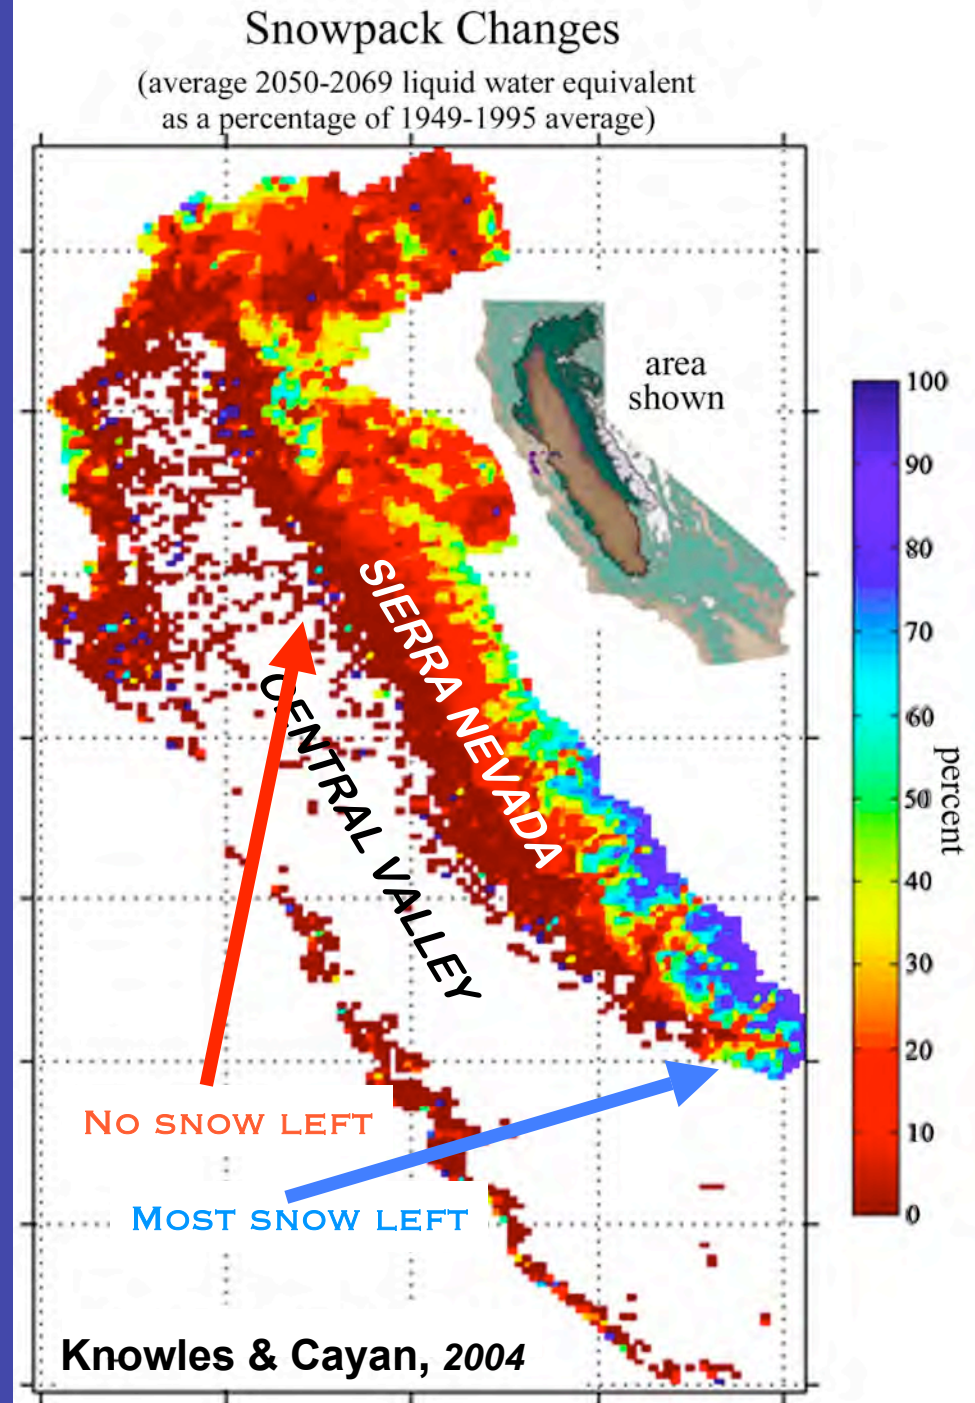 Snowpack Changes
(average 2050-2069 liquid water equivalent
as a percentage of 1949-1995 average)
area
shown
100
90
80
70
60
50
40
30
20
10
0
percent
SIERRA NEVADA
CENTRAL VALLEY
NO SNOW LEFT
MOST SNOW LEFT
Knowles & Cayan, 2004